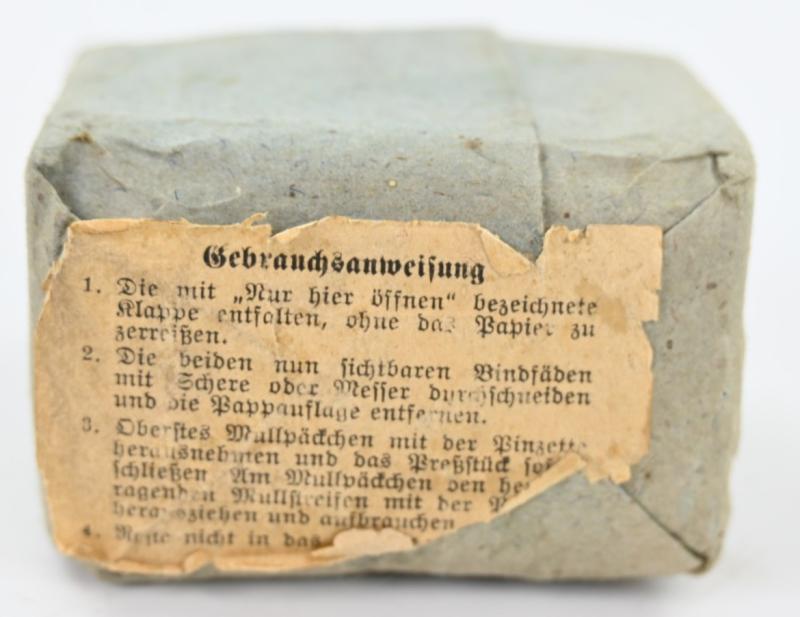 Gebrauchsanweisung
1. Die mit „Nur hier öffnen“ bezeichnete
Klappe entfalten, ohne das Papier zu
zerreißen.
2. Die beiden nun sichtbaren Bindfäden
mit Schere oder Messer durchschneiden
und die Pappauflage entfernen.
3. Oberstes Mullpäckchen mit der Pinzette
herausnehmen und das Preßstück
schließen. Am Mullpäckchen den
ragenden Mullstreifen mit der
herausziehen und aufbrauchen
4. Reste nicht in das